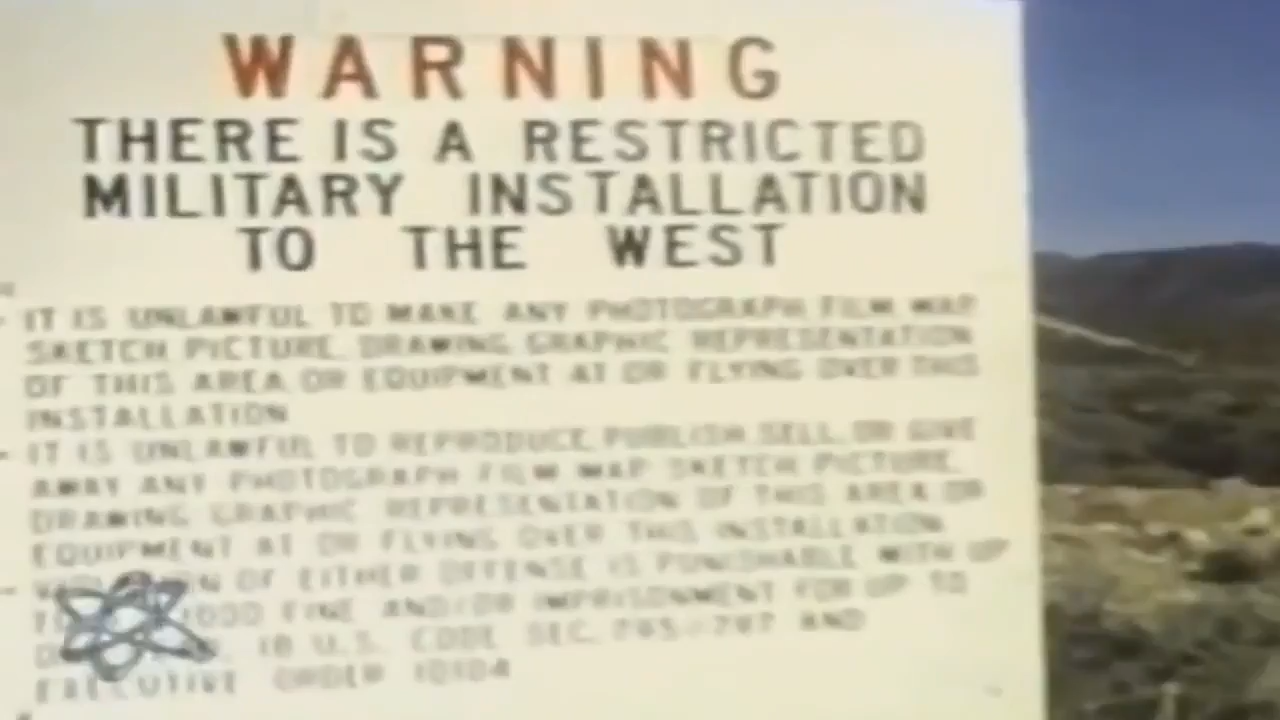 WARNING
THERE IS A RESTRICTED
MILITARY INSTALLATION
TO THE WEST
- IT IS UNLAWFUL TO MAKE ANY PHOTOGRAPH FILM MAP
SKETCH PICTURE, DRAWING, GRAPHIC REPRESENTATION
OF THIS AREA OR EQUIPMENT AT OR FLYING OVER THIS
INSTALLATION
- IT IS UNLAWFUL TO REPRODUCE, PUBLISH, SELL, OR GIVE
AWAY ANY PHOTOGRAPH FILM MAP SKETCH PICTURE,
DRAWING GRAPHIC REPRESENTATION OF THIS AREA OR
EQUIPMENT AT OR FLYING OVER THIS INSTALLATION
- OF EITHER OFFENSE IS PUNISHABLE WITH UP
FINE AND/OR IMPRISONMENT FOR UP TO
18 U.S. CODE SEC. 795/797 AND
EXECUTIVE ORDER 10104